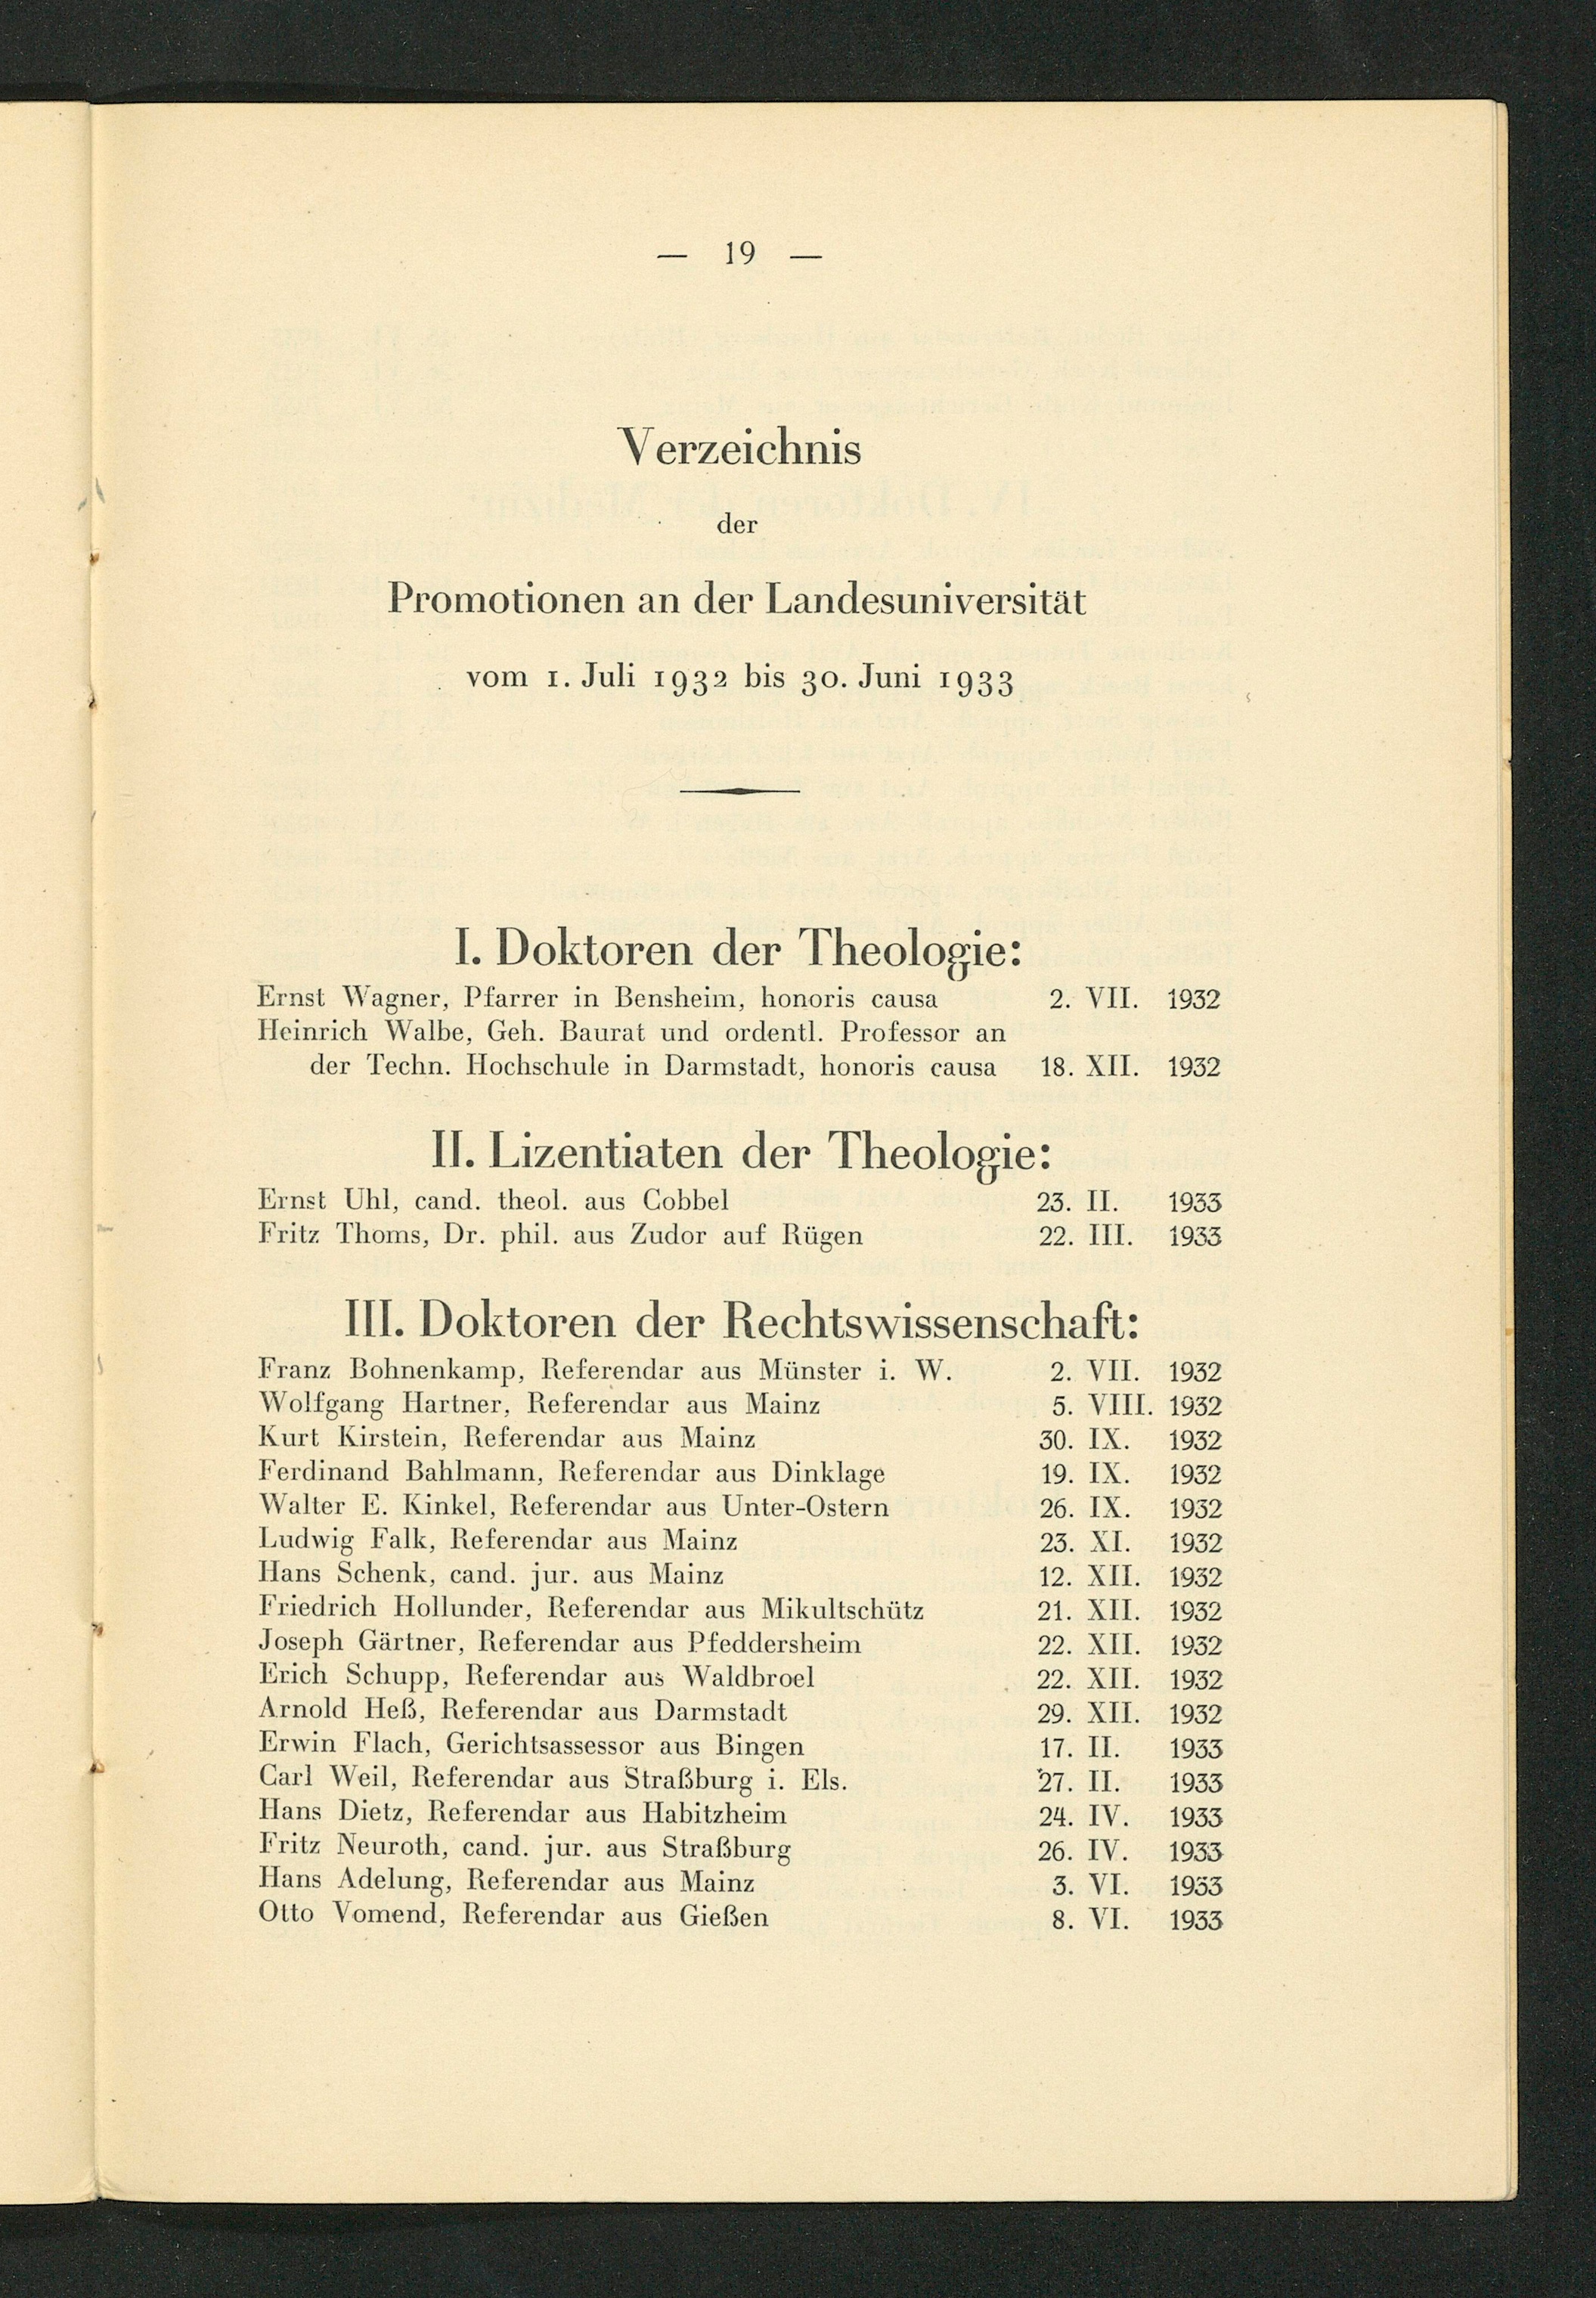 — 19 —
Verzeichnis
der
Promotionen an der Landesuniversität
vom 1. Juli 1932 bis 30. Juni 1933
I. Doktoren der Theologie:
Ernst Wagner, Pfarrer in Bensheim, honoris causa 2. VII. 1932
Heinrich Walbe, Geh. Baurat und ordentl. Professor an
der Techn. Hochschule in Darmstadt, honoris causa 18. XII. 1932
II. Lizentiaten der Theologie:
Ernst Uhl, cand. theol. aus Cobbel 23. II. 1933
Fritz Thoms, Dr. phil. aus Zudor auf Rügen 22. III. 1933
III. Doktoren der Rechtswissenschaft:
Franz Bohnenkamp, Referendar aus Münster i. W. 2. VII. 1932
Wolfgang Hartner, Referendar aus Mainz 5. VIII. 1932
Kurt Kirstein, Referendar aus Mainz 30. IX. 1932
Ferdinand Bahlmann, Referendar aus Dinklage 19. IX. 1932
Walter E. Kinkel, Referendar aus Unter-Ostern 26. IX. 1932
Ludwig Falk, Referendar aus Mainz 23. XI. 1932
Hans Schenk, cand. jur. aus Mainz 12. XII. 1932
Friedrich Hollunder, Referendar aus Mikultschütz 21. XII. 1932
Joseph Gärtner, Referendar aus Pfeddersheim 22. XII. 1932
Erich Schupp, Referendar aus Waldbroel 22. XII. 1932
Arnold Heß, Referendar aus Darmstadt 29. XII. 1932
Erwin Flach, Gerichtsassessor aus Bingen 17. II. 1933
Carl Weil, Referendar aus Straßburg i. Els. 27. II. 1933
Hans Dietz, Referendar aus Habitzheim 24. IV. 1933
Fritz Neuroth, cand. jur. aus Straßburg 26. IV. 1933
Hans Adelung, Referendar aus Mainz 3. VI. 1933
Otto Vomend, Referendar aus Gießen 8. VI. 1933